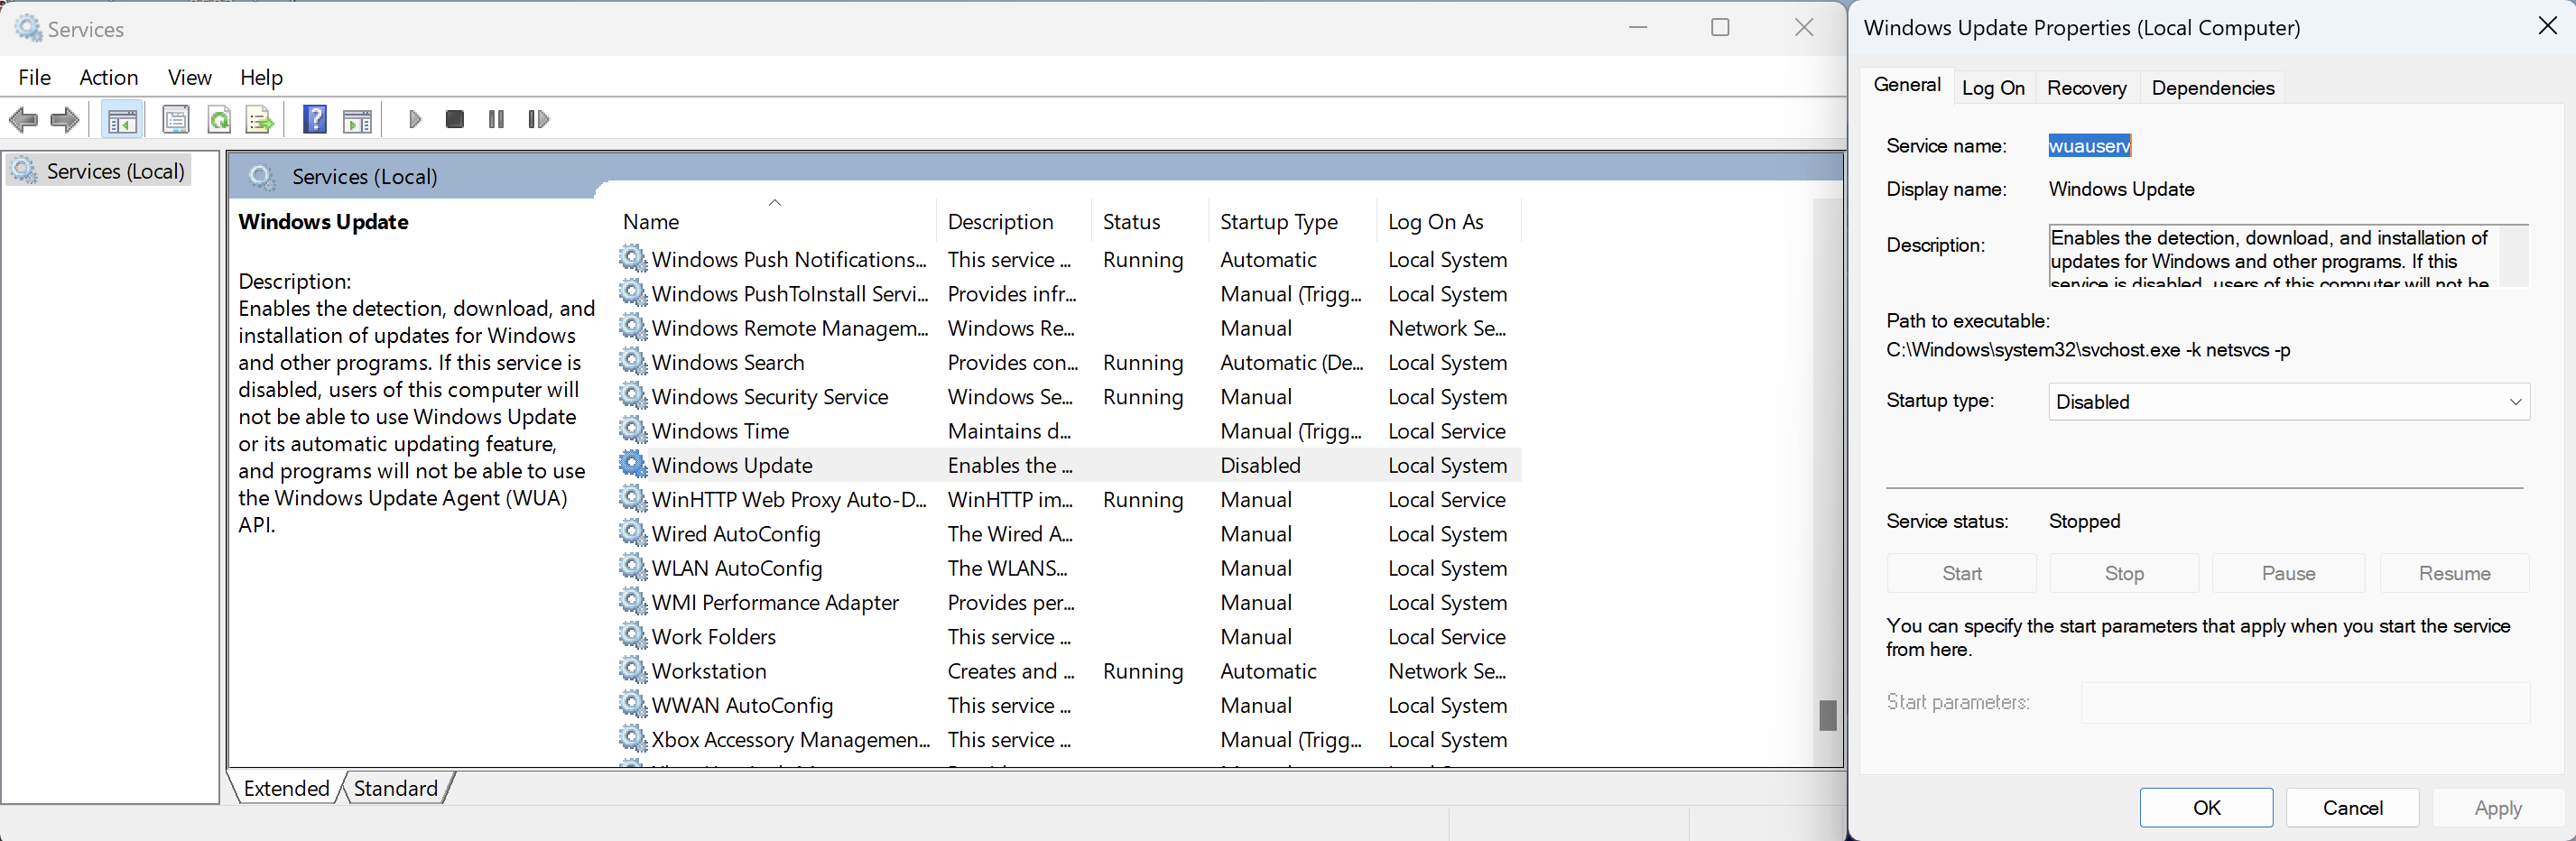 Services
File Action View Help
Services (Local)
Services (Local)
Windows Update
Description:
Enables the detection, download, and
installation of updates for Windows
and other programs. If this service is
disabled, users of this computer will
not be able to use Windows Update
or its automatic updating feature,
and programs will not be able to use
the Windows Update Agent (WUA)
API.
Name Description Status Startup Type Log On As
Windows Push Notifications... This service ... Running Automatic Local System
Windows PushToInstall Servi... Provides infr... Manual (Trigg... Local System
Windows Remote Managem... Windows Re... Manual Network Se...
Windows Search Provides con... Running Automatic (De... Local System
Windows Security Service Windows Se... Running Manual Local System
Windows Time Maintains d... Manual (Trigg... Local Service
Windows Update Enables the ... Disabled Local System
WinHTTP Web Proxy Auto-D... WinHTTP im... Running Manual Local Service
Wired AutoConfig The Wired A... Manual Local System
WLAN AutoConfig The WLANS... Manual Local System
WMI Performance Adapter Provides per... Manual Local System
Work Folders This service ... Manual Local Service
Workstation Creates and ... Running Automatic Network Se...
WWAN AutoConfig This service ... Manual Local System
Xbox Accessory Managemen... This service ... Manual (Trigg... Local System
Extended Standard
Windows Update Properties (Local Computer)
General Log On Recovery Dependencies
Service name: wuauserv
Display name: Windows Update
Description: Enables the detection, download, and installation of
updates for Windows and other programs. If this
service is disabled, users of this computer will not be
Path to executable:
C:\Windows\system32\svchost.exe -k netsvcs -p
Startup type: Disabled
Service status: Stopped
Start Stop Pause Resume
You can specify the start parameters that apply when you start the service
from here.
Start parameters:
OK Cancel Apply